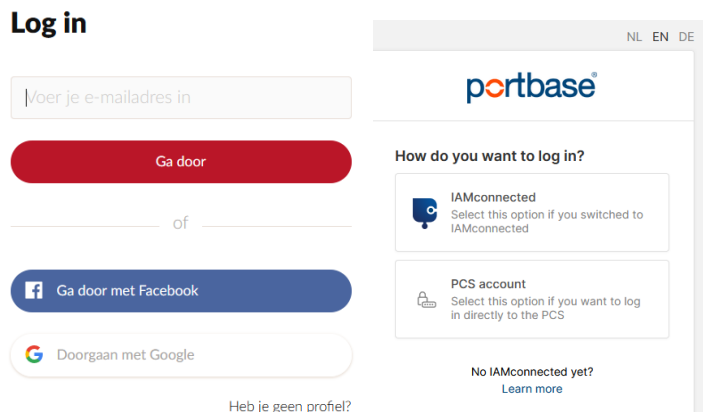 Log in
Voer je e-mailadres in
Ga door
of
Ga door met Facebook
Doorgaan met Google
Heb je geen profiel?
NL EN DE
portbase®
How do you want to log in?
IAMconnected
Select this option if you switched to
IAMconnected
PCS account
Select this option if you want to log
in directly to the PCS
No IAMconnected yet?
Learn more